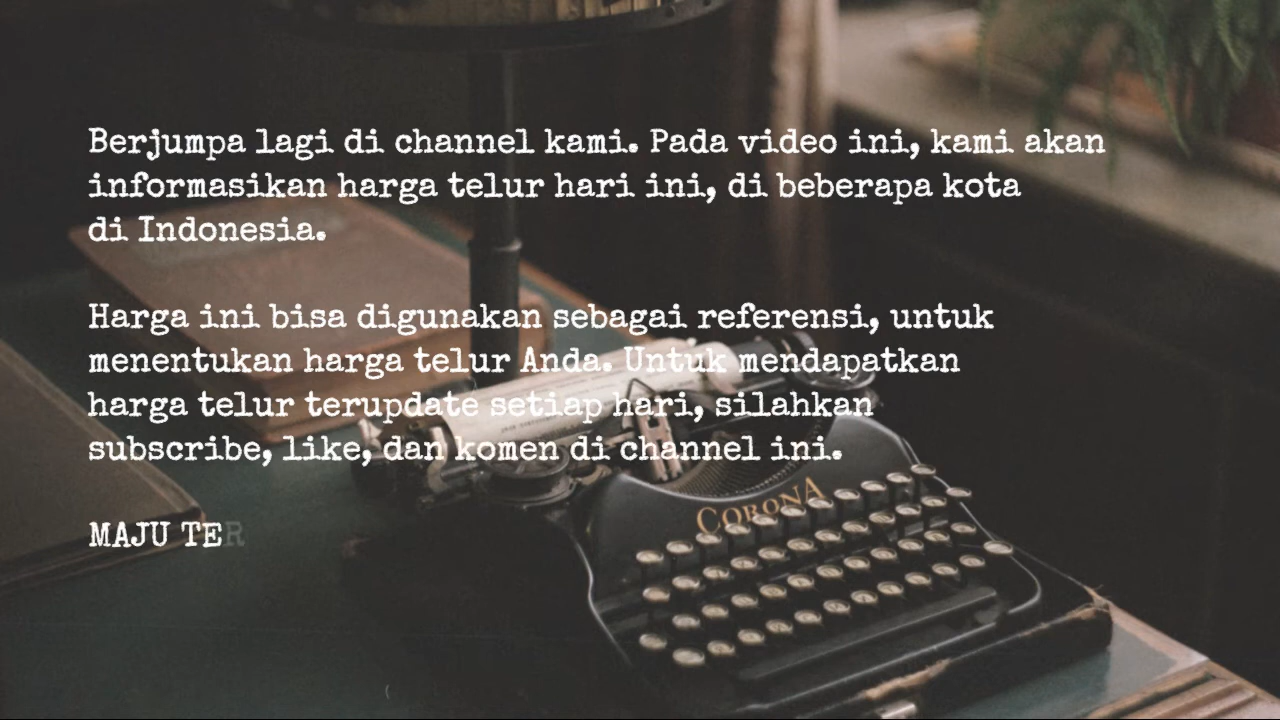 Berjumpa lagi di channel kami. Pada video ini, kami akan
informasikan harga telur hari ini, di beberapa kota
di Indonesia.
Harga ini bisa digunakan sebagai referensi, untuk
menentukan harga telur Anda. Untuk mendapatkan
harga telur terupdate setiap hari, silahkan
subscribe, like, dan komen di channel ini.
MAJU TER
CORONA